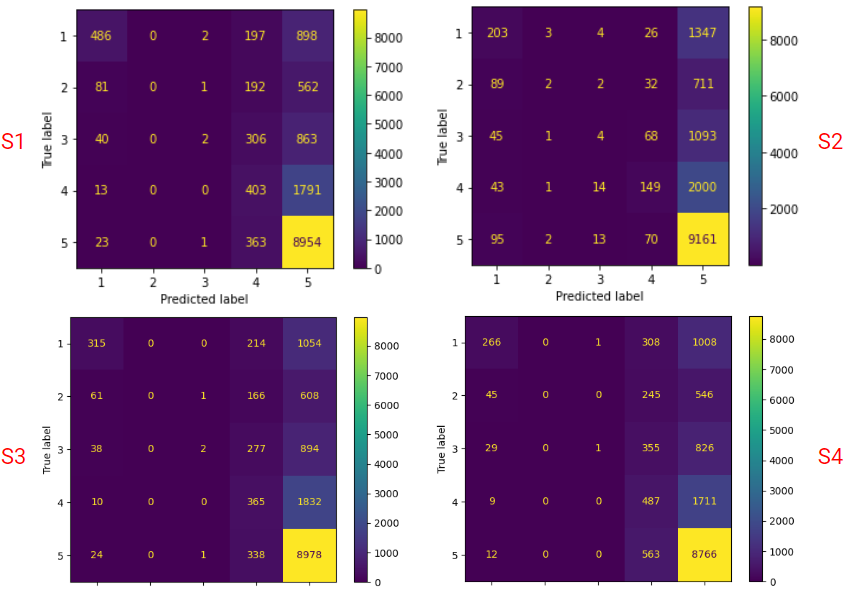 1 486 0 2 197 898
2 81 0 1 192 562
3 40 0 2 306 863
4 13 0 0 403 1791
5 23 0 1 363 8954
1 2 3 4 5
Predicted label
True label
8000
7000
6000
5000
4000
3000
2000
1000
0
S1
1 203 3 4 26 1347
2 89 2 2 32 711
3 45 1 4 68 1093
4 43 1 14 149 2000
5 95 2 13 70 9161
1 2 3 4 5
Predicted label
True label
8000
6000
4000
2000
S2
1 315 0 0 214 1054
2 61 0 1 166 608
3 38 0 2 277 894
4 10 0 0 365 1832
5 24 0 1 338 8978
True label
8000
7000
6000
5000
4000
3000
2000
1000
0
S3
1 266 0 1 308 1008
2 45 0 0 245 546
3 29 0 1 355 826
4 9 0 0 487 1711
5 12 0 0 563 8766
True label
8000
7000
6000
5000
4000
3000
2000
1000
0
S4